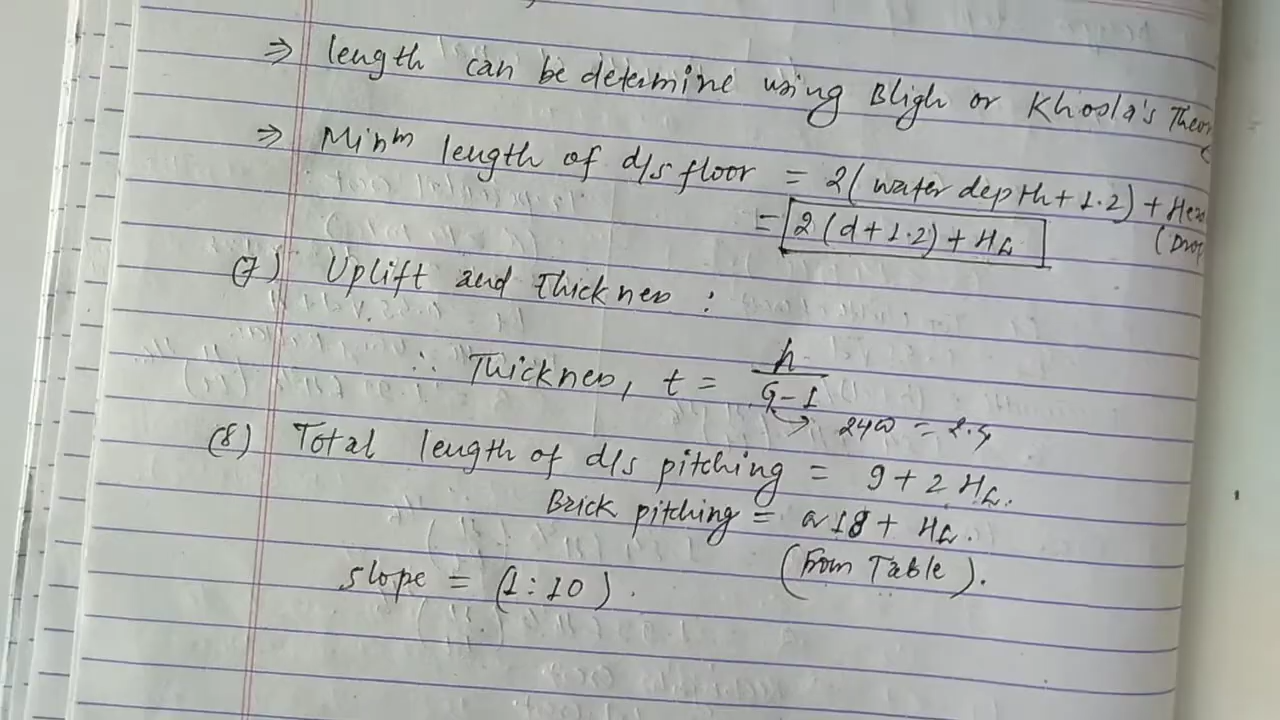 ⇒ length can be determine using Bligh or Khosla's Theor
⇒ Minᵐ length of d/s floor = 2(water depth + 1.2) + Hea
= 2(d+1.2) + HL (Drop
(7) Uplift and Thickness :
∴ Thickness, t = h / G-1
→ 2400 = 2.4
(8) Total length of d/s pitching = 9 + 2 HL.
Brick pitching = 18 + HL.
(From Table).
slope = (1:10).